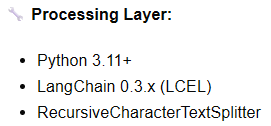 🔧 Processing Layer:
• Python 3.11+
• LangChain 0.3.x (LCEL)
• RecursiveCharacterTextSplitter